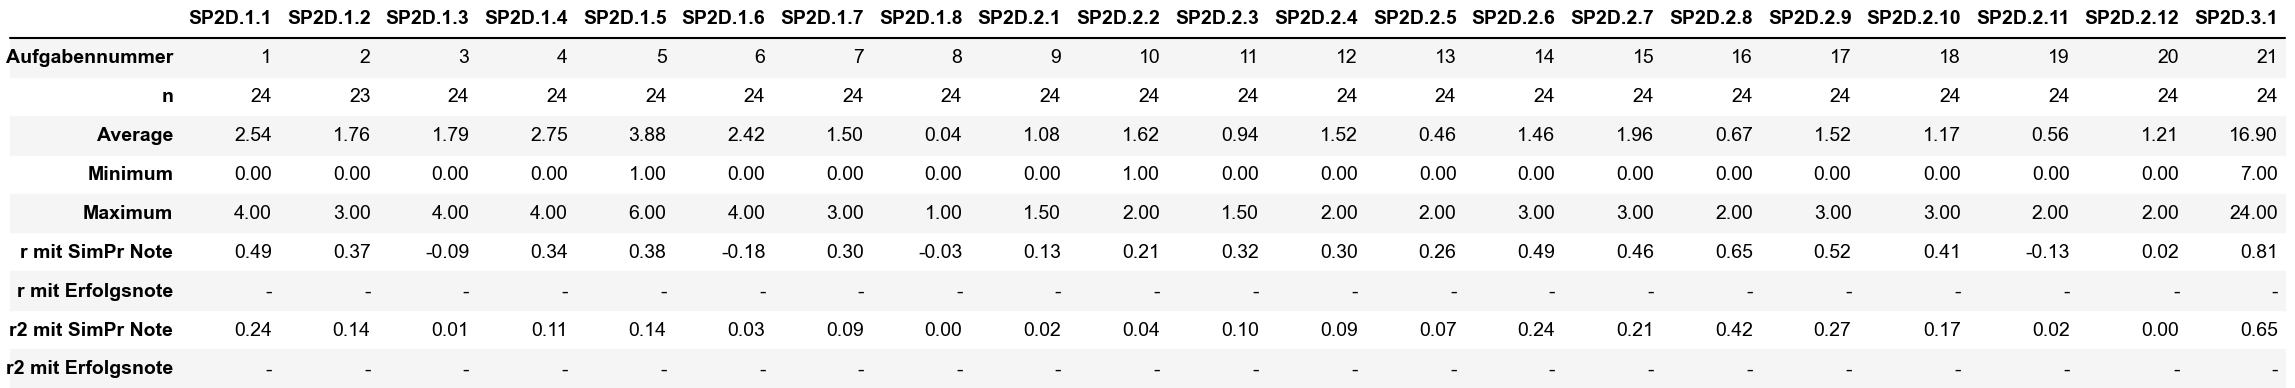 SP2D.1.1 SP2D.1.2 SP2D.1.3 SP2D.1.4 SP2D.1.5 SP2D.1.6 SP2D.1.7 SP2D.1.8 SP2D.2.1 SP2D.2.2 SP2D.2.3 SP2D.2.4 SP2D.2.5 SP2D.2.6 SP2D.2.7 SP2D.2.8 SP2D.2.9 SP2D.2.10 SP2D.2.11 SP2D.2.12 SP2D.3.1
Aufgabennummer 1 2 3 4 5 6 7 8 9 10 11 12 13 14 15 16 17 18 19 20 21
n 24 23 24 24 24 24 24 24 24 24 24 24 24 24 24 24 24 24 24 24 24
Average 2.54 1.76 1.79 2.75 3.88 2.42 1.50 0.04 1.08 1.62 0.94 1.52 0.46 1.46 1.96 0.67 1.52 1.17 0.56 1.21 16.90
Minimum 0.00 0.00 0.00 0.00 1.00 0.00 0.00 0.00 0.00 1.00 0.00 0.00 0.00 0.00 0.00 0.00 0.00 0.00 0.00 0.00 7.00
Maximum 4.00 3.00 4.00 4.00 6.00 4.00 3.00 1.00 1.50 2.00 1.50 2.00 2.00 3.00 3.00 2.00 3.00 3.00 2.00 2.00 24.00
r mit SimPr Note 0.49 0.37 -0.09 0.34 0.38 -0.18 0.30 -0.03 0.13 0.21 0.32 0.30 0.26 0.49 0.46 0.65 0.52 0.41 -0.13 0.02 0.81
r mit Erfolgsnote - - - - - - - - - - - - - - - - - - - - -
r2 mit SimPr Note 0.24 0.14 0.01 0.11 0.14 0.03 0.09 0.00 0.02 0.04 0.10 0.09 0.07 0.24 0.21 0.42 0.27 0.17 0.02 0.00 0.65
r2 mit Erfolgsnote - - - - - - - - - - - - - - - - - - - - -